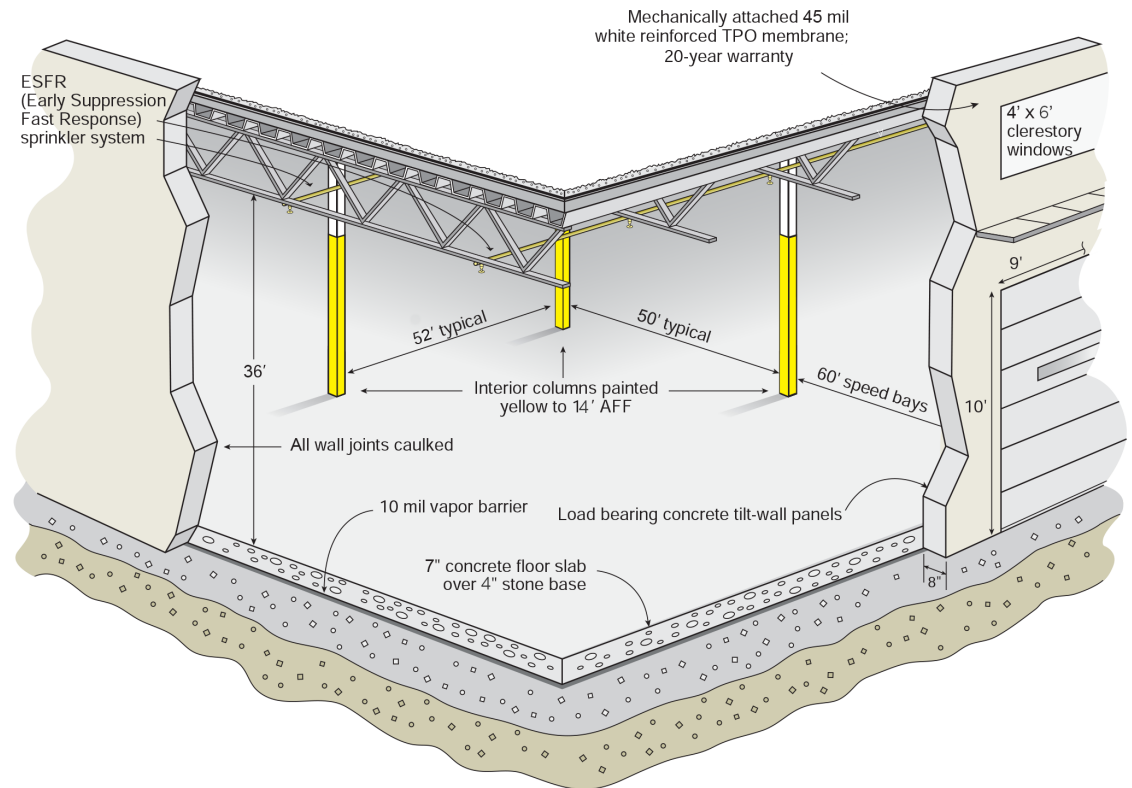 Mechanically attached 45 mil
white reinforced TPO membrane;
20-year warranty
ESFR
(Early Suppression
Fast Response)
sprinkler system
4’ x 6’
clerestory
windows
9’
52’ typical
50’ typical
36’
Interior columns painted
yellow to 14’ AFF
60’ speed bays
10’
All wall joints caulked
10 mil vapor barrier
Load bearing concrete tilt-wall panels
7" concrete floor slab
over 4" stone base
8"